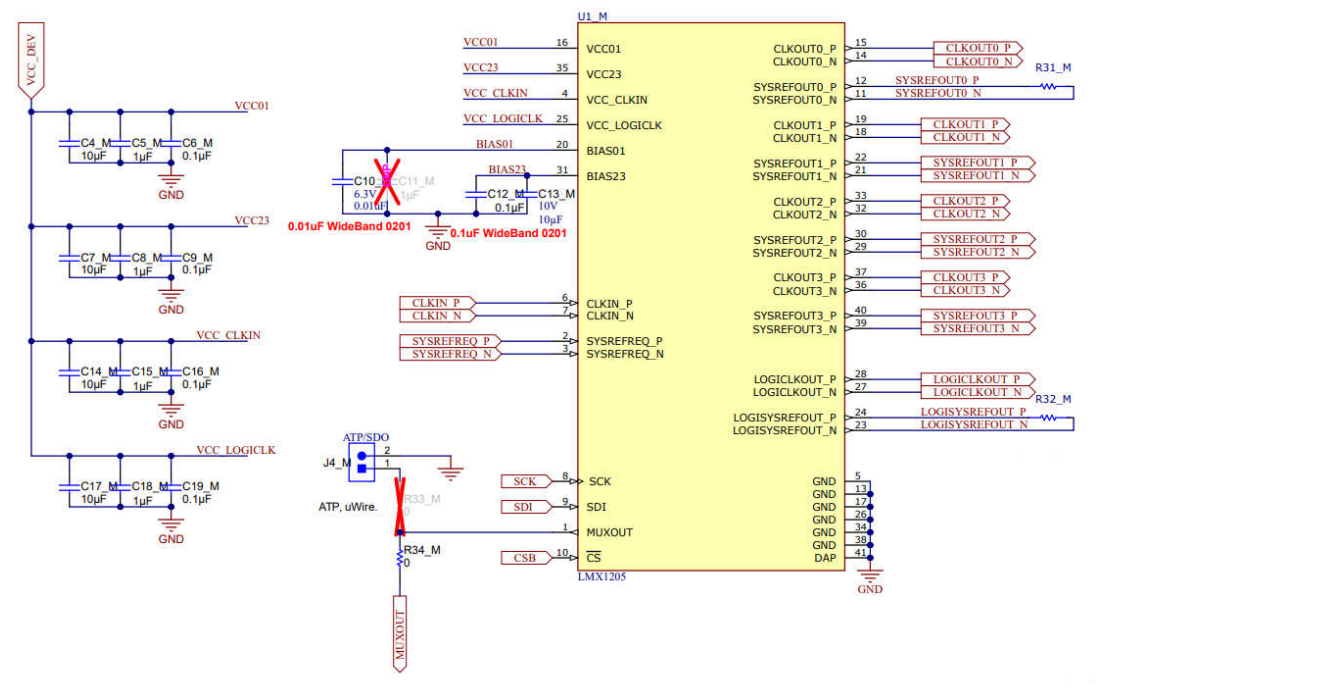 U1_M
VCC_DEV
VCC01
C4_M
10µF
C5_M
1µF
C6_M
0.1µF
GND
VCC23
C7_M
10µF
C8_M
1µF
C9_M
0.1µF
GND
VCC_CLKIN
C14_M
10µF
C15_M
1µF
C16_M
0.1µF
GND
VCC_LOGICLK
C17_M
10µF
C18_M
1µF
C19_M
0.1µF
GND
VCC01 16 VCC01
VCC23 35 VCC23
VCC_CLKIN 4 VCC_CLKIN
VCC_LOGICLK 25 VCC_LOGICLK
BIAS01 20 BIAS01
BIAS23 31 BIAS23
C10_M
6.3V
0.01uF
C11_M
1µF
C12_M
0.1µF
C13_M
10V
10µF
0.01uF WideBand 0201
0.1uF WideBand 0201
GND
CLKIN_P 6 CLKIN_P
CLKIN_N 7 CLKIN_N
SYSREFREQ_P 2 SYSREFREQ_P
SYSREFREQ_N 3 SYSREFREQ_N
ATP/SDO
J4_M
2
1
ATP, uWire.
R33_M
0
R34_M
0
MUXOUT
SCK 8 SCK
SDI 9 SDI
1 MUXOUT
CSB 10 CS
LMX1205
CLKOUT0_P 15 CLKOUT0_P
CLKOUT0_N 14 CLKOUT0_N
R31_M
SYSREFOUT0_P 12 SYSREFOUT0_P
SYSREFOUT0_N 11 SYSREFOUT0_N
CLKOUT1_P 19 CLKOUT1_P
CLKOUT1_N 18 CLKOUT1_N
SYSREFOUT1_P 22 SYSREFOUT1_P
SYSREFOUT1_N 21 SYSREFOUT1_N
CLKOUT2_P 33 CLKOUT2_P
CLKOUT2_N 32 CLKOUT2_N
SYSREFOUT2_P 30 SYSREFOUT2_P
SYSREFOUT2_N 29 SYSREFOUT2_N
CLKOUT3_P 37 CLKOUT3_P
CLKOUT3_N 36 CLKOUT3_N
SYSREFOUT3_P 40 SYSREFOUT3_P
SYSREFOUT3_N 39 SYSREFOUT3_N
LOGICLKOUT_P 28 LOGICLKOUT_P
LOGICLKOUT_N 27 LOGICLKOUT_N
R32_M
LOGISYSREFOUT_P 24 LOGISYSREFOUT_P
LOGISYSREFOUT_N 23 LOGISYSREFOUT_N
GND 5
GND 13
GND 17
GND 26
GND 34
GND 38
DAP 41
GND